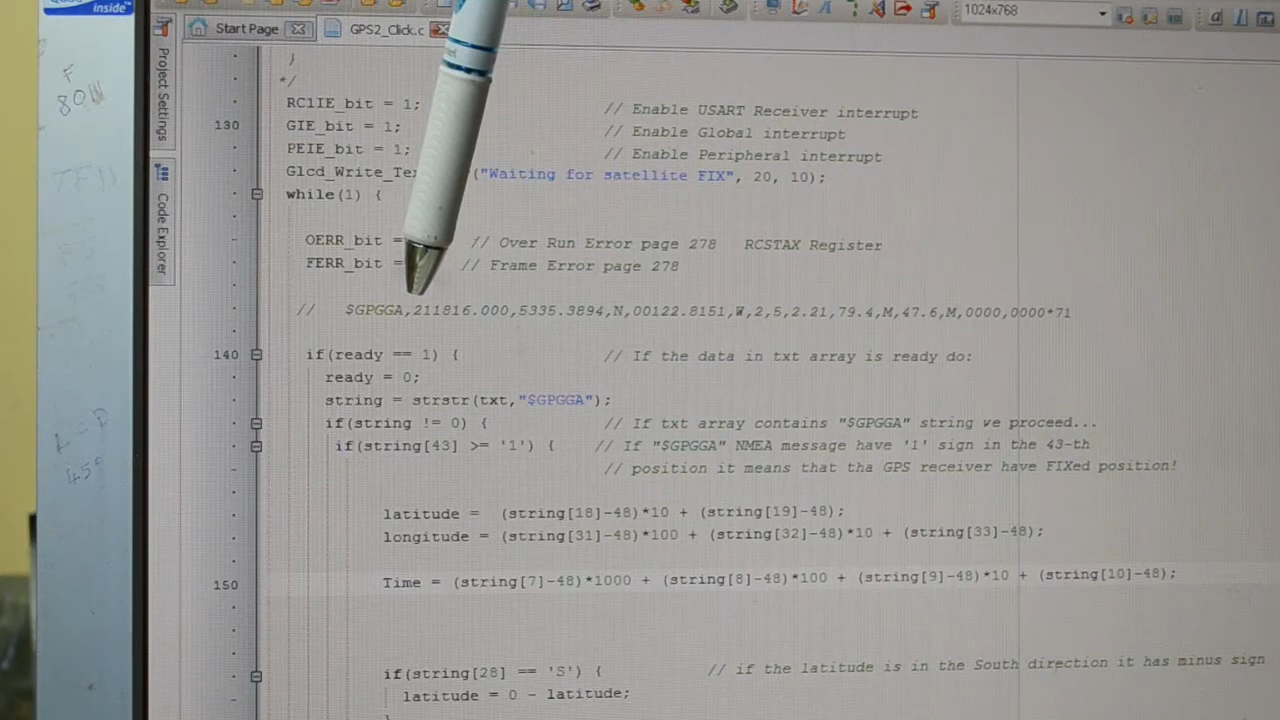 inside™
1024x768
Start Page
GPS2_Click.c
Project Settings
Code Explorer
F
80W
L - D
45°
}
*/
RC1IE_bit = 1; // Enable USART Receiver interrupt
130 GIE_bit = 1; // Enable Global interrupt
PEIE_bit = 1; // Enable Peripheral interrupt
Glcd_Write_Te ("Waiting for satellite FIX", 20, 10);
while(1) {
OERR_bit = // Over Run Error page 278 RCSTAX Register
FERR_bit = // Frame Error page 278
// $GPGGA,211816.000,5335.3894,N,00122.8151,W,2,5,2.21,79.4,M,47.6,M,0000,0000*71
140 if(ready == 1) { // If the data in txt array is ready do:
ready = 0;
string = strstr(txt,"$GPGGA");
if(string != 0) { // If txt array contains "$GPGGA" string we proceed...
if(string[43] >= '1') { // If "$GPGGA" NMEA message have '1' sign in the 43-th
// position it means that tha GPS receiver have FIXed position!
latitude = (string[18]-48)*10 + (string[19]-48);
longitude = (string[31]-48)*100 + (string[32]-48)*10 + (string[33]-48);
150 Time = (string[7]-48)*1000 + (string[8]-48)*100 + (string[9]-48)*10 + (string[10]-48);
if(string[28] == 'S') { // if the latitude is in the South direction it has minus sign
latitude = 0 - latitude;
}